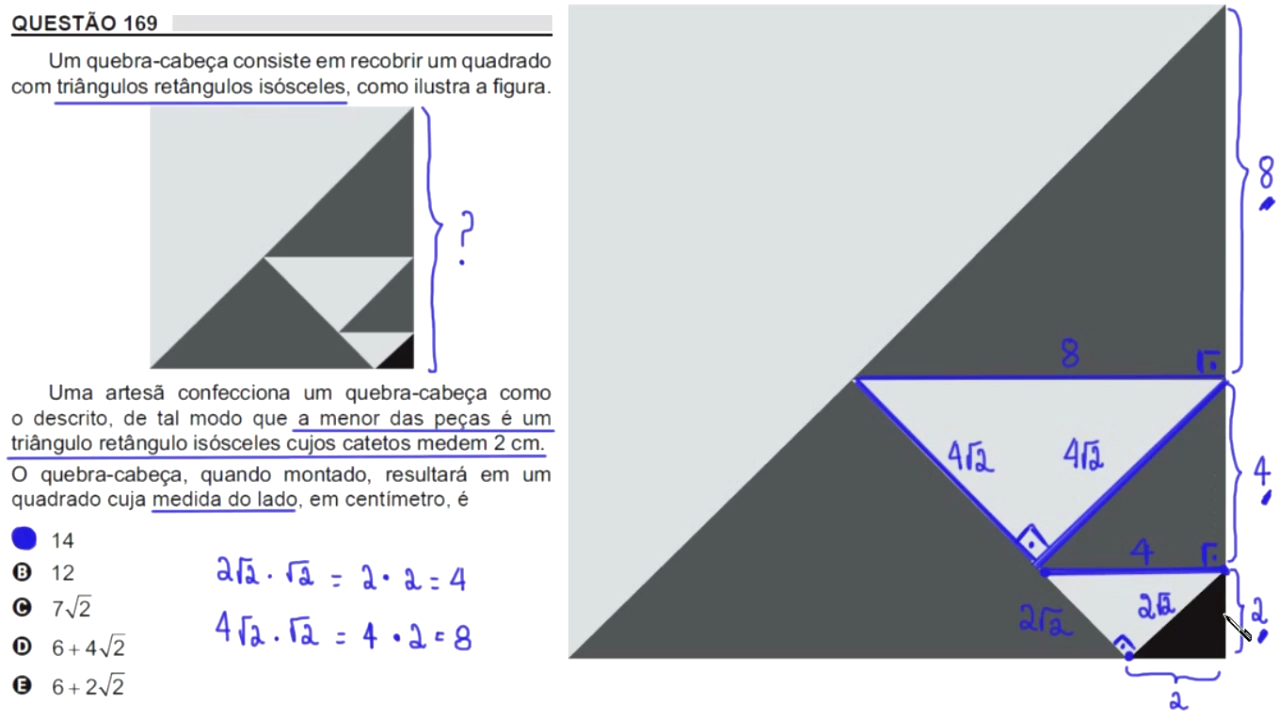 QUESTÃO 169
Um quebra-cabeça consiste em recobrir um quadrado
com triângulos retângulos isósceles, como ilustra a figura.
?
Uma artesã confecciona um quebra-cabeça como
o descrito, de tal modo que a menor das peças é um
triângulo retângulo isósceles cujos catetos medem 2 cm.
O quebra-cabeça, quando montado, resultará em um
quadrado cuja medida do lado, em centímetro, é
14
B 12
C 7√2
D 6 + 4√2
E 6 + 2√2
2√2 · √2 = 2 · 2 = 4
4√2 · √2 = 4 · 2 = 8
8
8
4√2 4√2
4
4
2√2 2√2
2
2